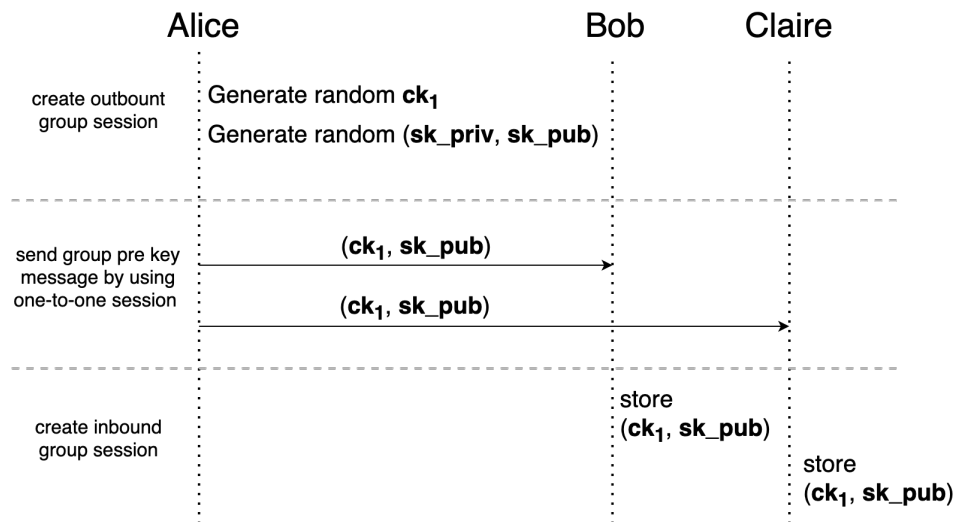 Alice
Bob
Claire
create outbount
group session
Generate random ck₁
Generate random (sk_priv, sk_pub)
send group pre key
message by using
one-to-one session
(ck₁, sk_pub)
(ck₁, sk_pub)
create inbound
group session
store
(ck₁, sk_pub)
store
(ck₁, sk_pub)